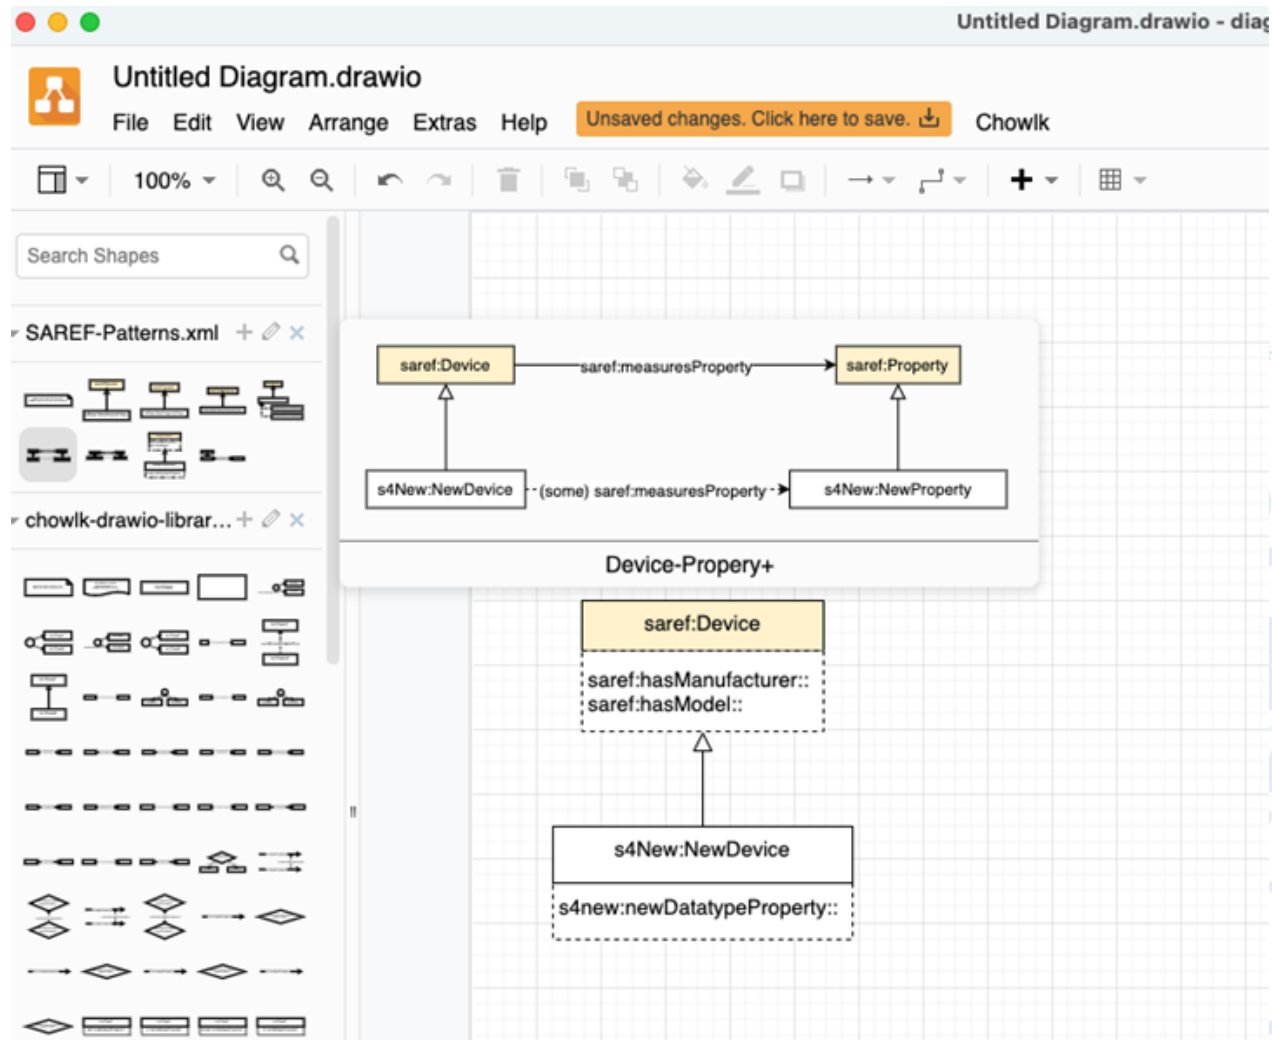 Untitled Diagram.drawio - diag
Untitled Diagram.drawio
File Edit View Arrange Extras Help Unsaved changes. Click here to save. Chowlk
100%
Search Shapes
SAREF-Patterns.xml
saref:Device saref:measuresProperty saref:Property
s4New:NewDevice (some) saref:measuresProperty s4New:NewProperty
chowlk-drawio-librar...
Device-Propery+
saref:Device
saref:hasManufacturer::
saref:hasModel::
s4New:NewDevice
s4new:newDatatypeProperty::